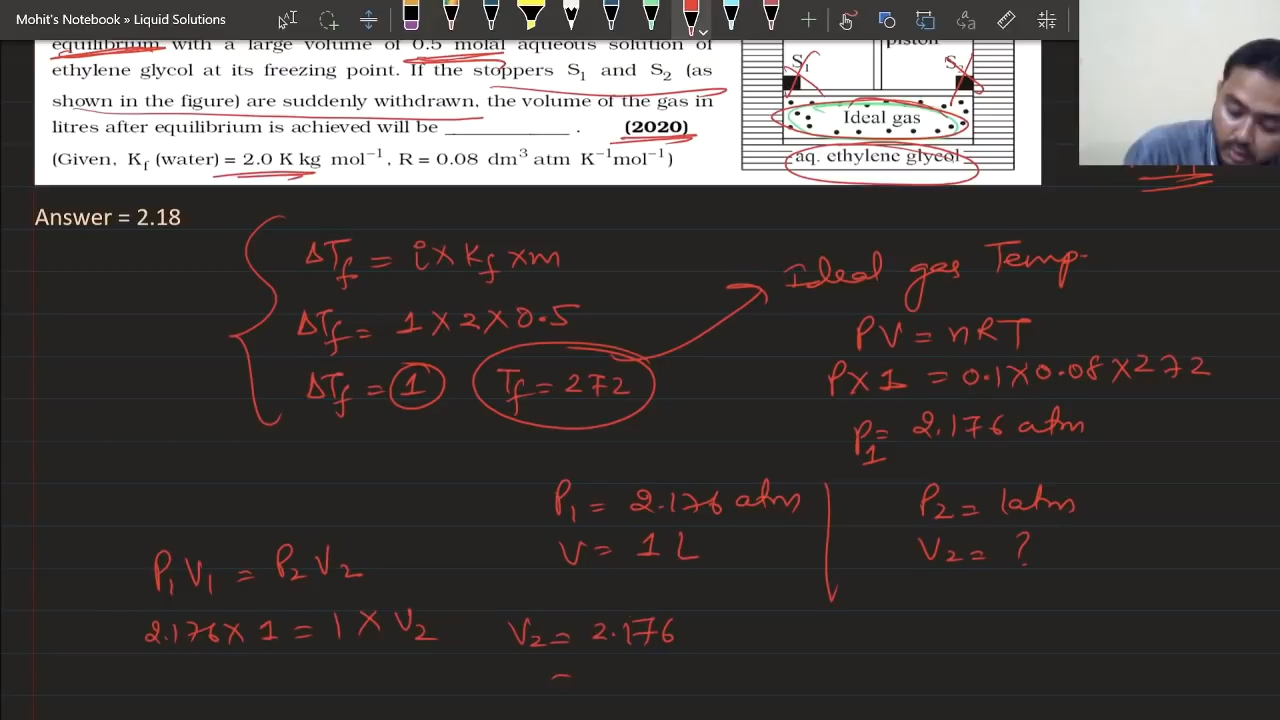 Mohit's Notebook » Liquid Solutions
equilibrium with a large volume of 0.5 molal aqueous solution of
ethylene glycol at its freezing point. If the stoppers S1 and S2 (as
shown in the figure) are suddenly withdrawn, the volume of the gas in
litres after equilibrium is achieved will be __________ . (2020)
(Given, Kf (water) = 2.0 K kg mol⁻¹, R = 0.08 dm³ atm K⁻¹mol⁻¹)
piston
S1
Ideal gas
aq. ethylene glycol
Answer = 2.18
ΔTf = i × Kf × m
ΔTf = 1 × 2 × 0.5
ΔTf = 1 Tf = 272
Ideal gas Temp.
PV = nRT
P×1 = 0.1×0.08×272
P1 = 2.176 atm
P1 = 2.176 atm
V = 1 L
P2 = 1atm
V2 = ?
P1V1 = P2V2
2.176 × 1 = 1 × V2
V2 = 2.176